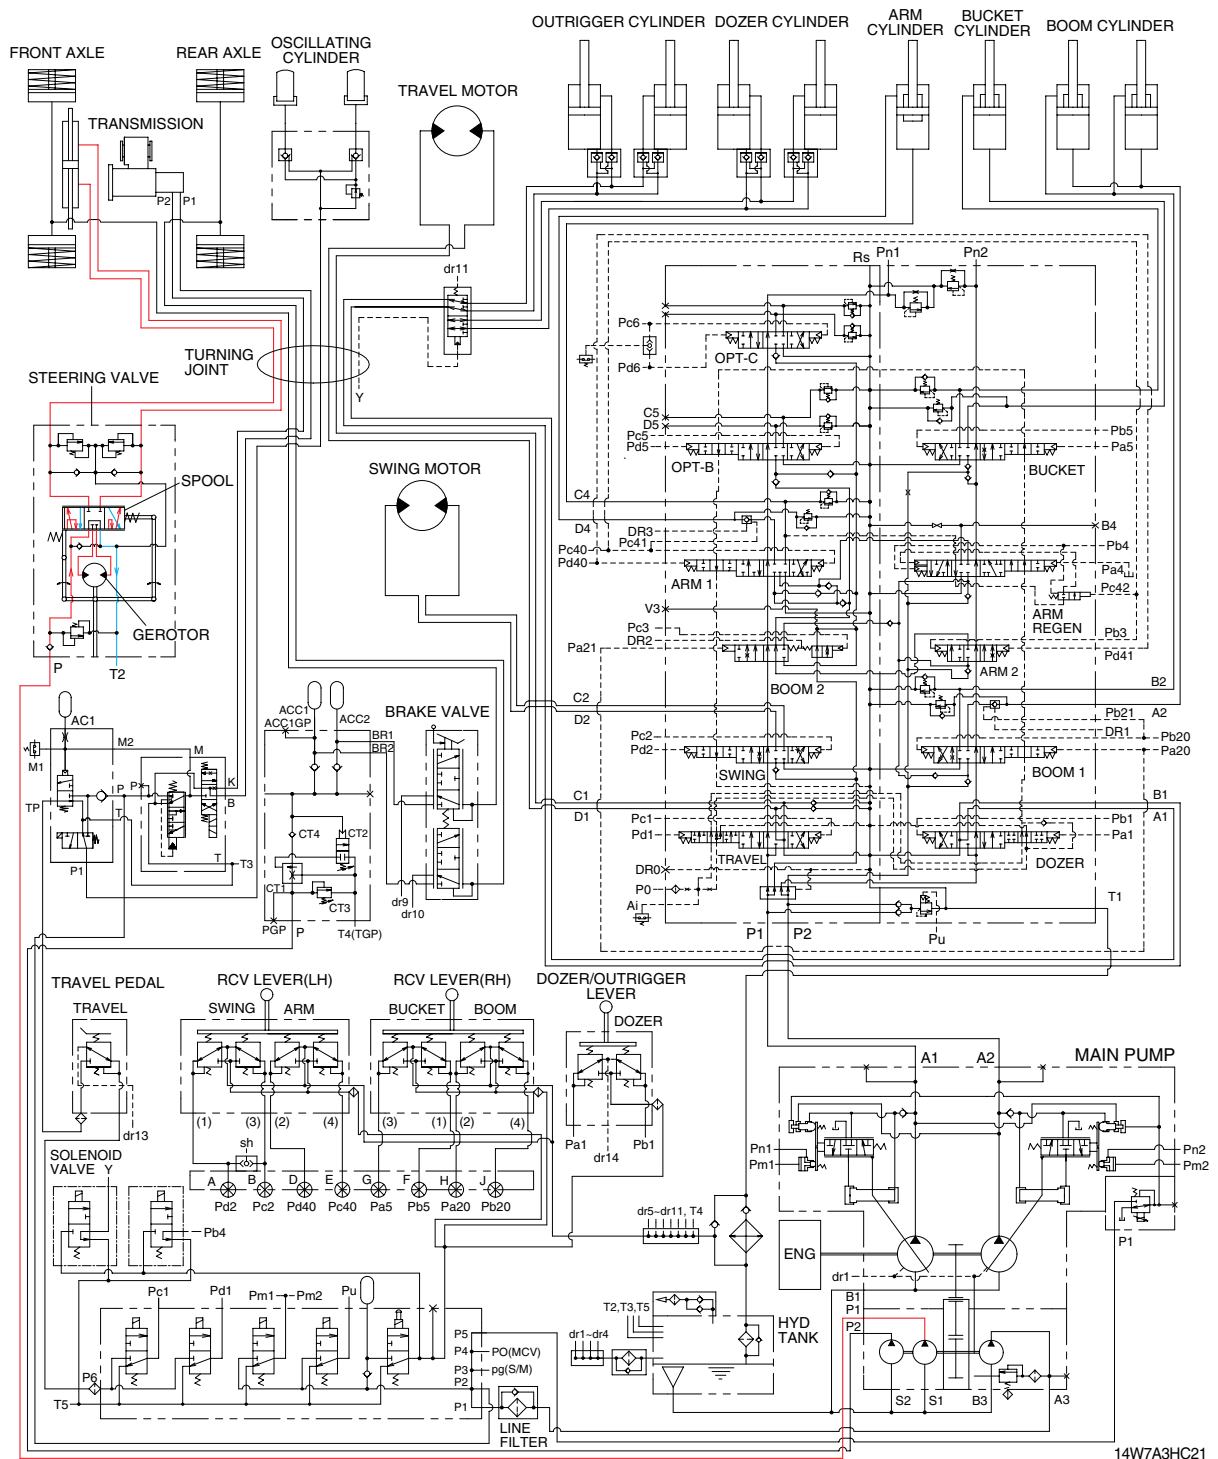 OUTRIGGER CYLINDER
DOZER CYLINDER
ARM
CYLINDER
BUCKET
CYLINDER
BOOM CYLINDER
FRONT AXLE
REAR AXLE
OSCILLATING
CYLINDER
TRAVEL MOTOR
TRANSMISSION
P2
P1
Rs
Pn1
Pn2
dr11
Pc6
Pd6
OPT-C
TURNING
JOINT
Y
STEERING VALVE
C5
D5
Pc5
Pd5
OPT-B
Pb5
Pa5
BUCKET
SWING MOTOR
SPOOL
C4
D4
DR3
Pc41
Pc40
Pd40
ARM 1
B4
Pb4
Pa4
Pc42
ARM
REGEN
GEROTOR
P
T2
V3
Pc3
DR2
Pa21
BOOM 2
Pb3
Pd41
ARM 2
B2
A2
Pb21
DR1
Pb20
Pa20
BOOM 1
AC1
M2
M1
M
P
P
K
B
TP
T
T
T3
P1
ACC1
ACC1GP
ACC2
BR1
BR2
BRAKE VALVE
C2
D2
Pc2
Pd2
SWING
CT4
CT2
CT1
CT3
PGP
P
T4(TGP)
dr9
dr10
C1
D1
Pc1
Pd1
TRAVEL
DR0
P0
Ai
B1
A1
Pb1
Pa1
DOZER
T1
P1
P2
Pu
TRAVEL PEDAL
TRAVEL
dr13
RCV LEVER(LH)
SWING
ARM
(1)
(3)
(2)
(4)
RCV LEVER(RH)
BUCKET
BOOM
(3)
(1)
(2)
(4)
DOZER/OUTRIGGER
LEVER
DOZER
Pa1
Pb1
dr14
A1
A2
MAIN PUMP
Pn1
Pm1
Pn2
Pm2
P1
SOLENOID
VALVE
Y
Pb4
sh
A
B
D
E
G
F
H
J
Pd2
Pc2
Pd40
Pc40
Pa5
Pb5
Pa20
Pb20
dr5~dr11, T4
ENG
dr1
B1
P1
P2
Pc1
Pd1
Pm1
Pm2
Pu
P6
T5
P5
P4
P3
P2
P1
PO(MCV)
pg(S/M)
LINE
FILTER
T2,T3,T5
dr1~dr4
HYD
TANK
S2
S1
B3
A3
14W7A3HC21